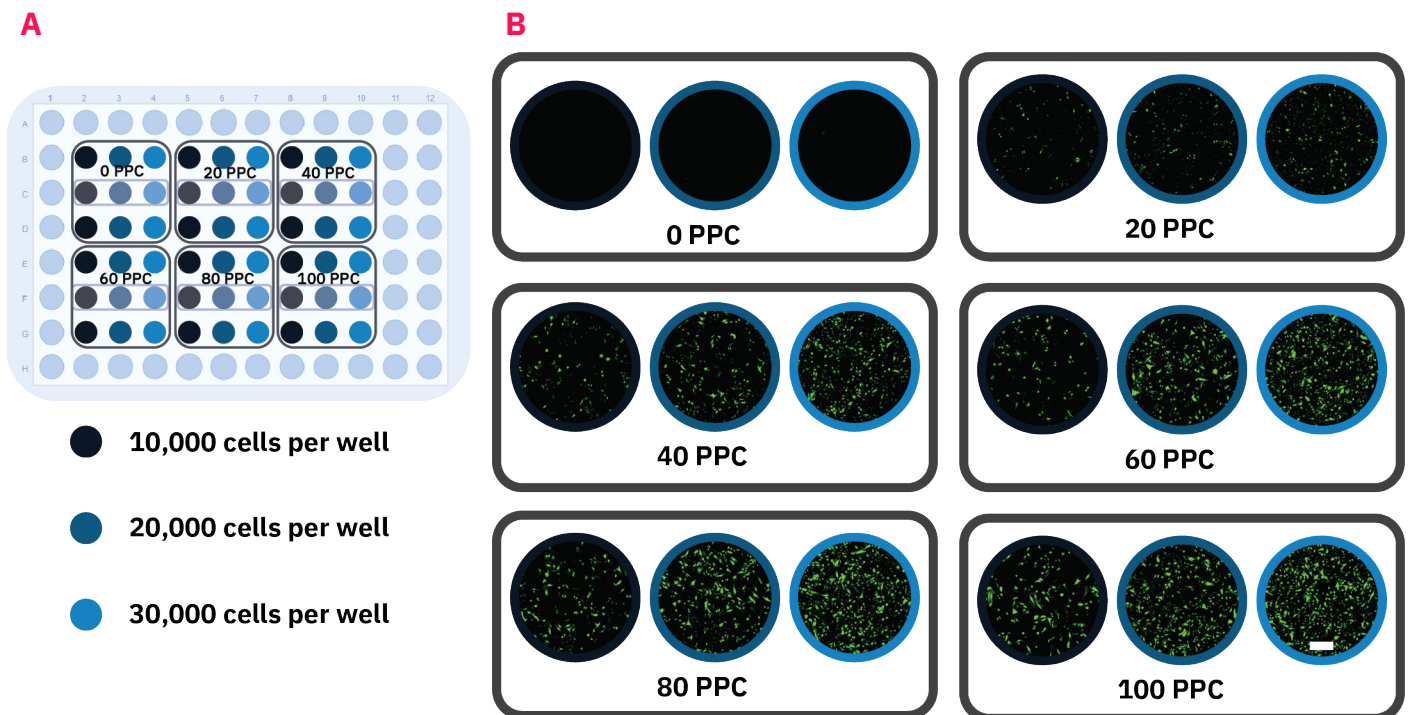 A
1 2 3 4 5 6 7 8 9 10 11 12
A
B
C
D
E
F
G
H
0 PPC 20 PPC 40 PPC
60 PPC 80 PPC 100 PPC
10,000 cells per well
20,000 cells per well
30,000 cells per well
B
0 PPC
20 PPC
40 PPC
60 PPC
80 PPC
100 PPC